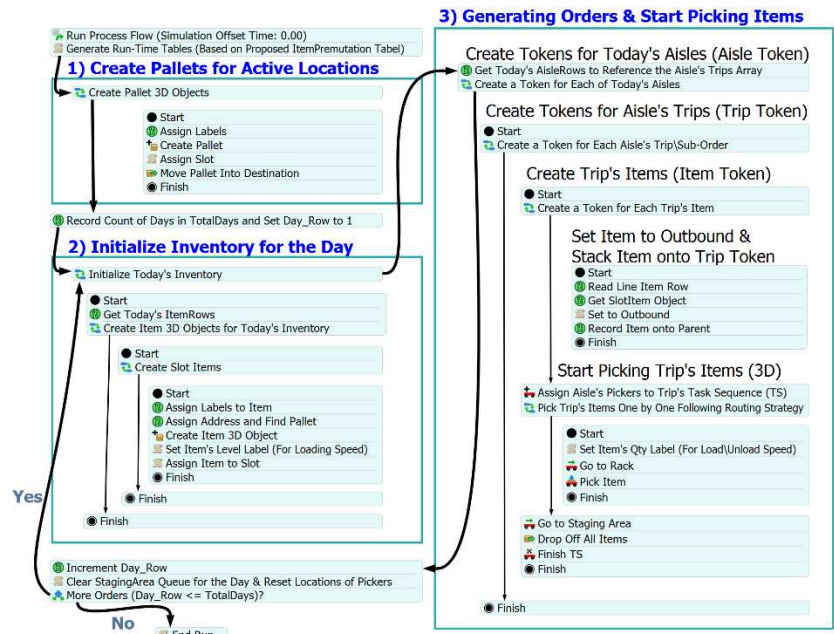 Run Process Flow (Simulation Offset Time: 0.00)
Generate Run-Time Tables (Based on Proposed ItemPremutation Tabel)
1) Create Pallets for Active Locations
Create Pallet 3D Objects
Start
Assign Labels
Create Pallet
Assign Slot
Move Pallet Into Destination
Finish
Record Count of Days in TotalDays and Set Day_Row to 1
2) Initialize Inventory for the Day
Initialize Today's Inventory
Start
Get Today's ItemRows
Create Item 3D Objects for Today's Inventory
Start
Create Slot Items
Start
Assign Labels to Item
Assign Address and Find Pallet
Create Item 3D Object
Set Item's Level Label (For Loading Speed)
Assign Item to Slot
Finish
Finish
Finish
Yes
Increment Day_Row
Clear StagingArea Queue for the Day & Reset Locations of Pickers
More Orders (Day_Row <= TotalDays)?
No
End Run
3) Generating Orders & Start Picking Items
Create Tokens for Today's Aisles (Aisle Token)
Get Today's AisleRows to Reference the Aisle's Trips Array
Create a Token for Each of Today's Aisles
Create Tokens for Aisle's Trips (Trip Token)
Start
Create a Token for Each Aisle's Trip\Sub-Order
Create Trip's Items (Item Token)
Start
Create a Token for Each Trip's Item
Set Item to Outbound &
Stack Item onto Trip Token
Start
Read Line Item Row
Get SlotItem Object
Set to Outbound
Record Item onto Parent
Finish
Start Picking Trip's Items (3D)
Assign Aisle's Pickers to Trip's Task Sequence (TS)
Pick Trip's Items One by One Following Routing Strategy
Start
Set Item's Qty Label (For Load\Unload Speed)
Go to Rack
Pick Item
Finish
Go to Staging Area
Drop Off All Items
Finish TS
Finish
Finish